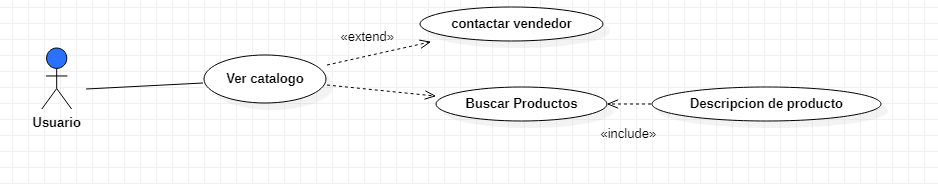 contactar vendedor
«extend»
Ver catalogo
Buscar Productos
Descripcion de producto
Usuario
«include»